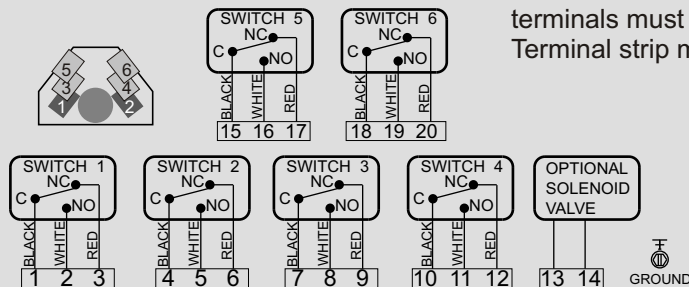 terminals must
Terminal strip m
5 6
3 4
1 2
SWITCH 5
NC
C
NO
BLACK WHITE RED
15 16 17
SWITCH 6
NC
C
NO
BLACK WHITE RED
18 19 20
SWITCH 1
NC
C
NO
BLACK WHITE RED
1 2 3
SWITCH 2
NC
C
NO
BLACK WHITE RED
4 5 6
SWITCH 3
NC
C
NO
BLACK WHITE RED
7 8 9
SWITCH 4
NC
C
NO
BLACK WHITE RED
10 11 12
OPTIONAL
SOLENOID
VALVE
13 14
GROUND